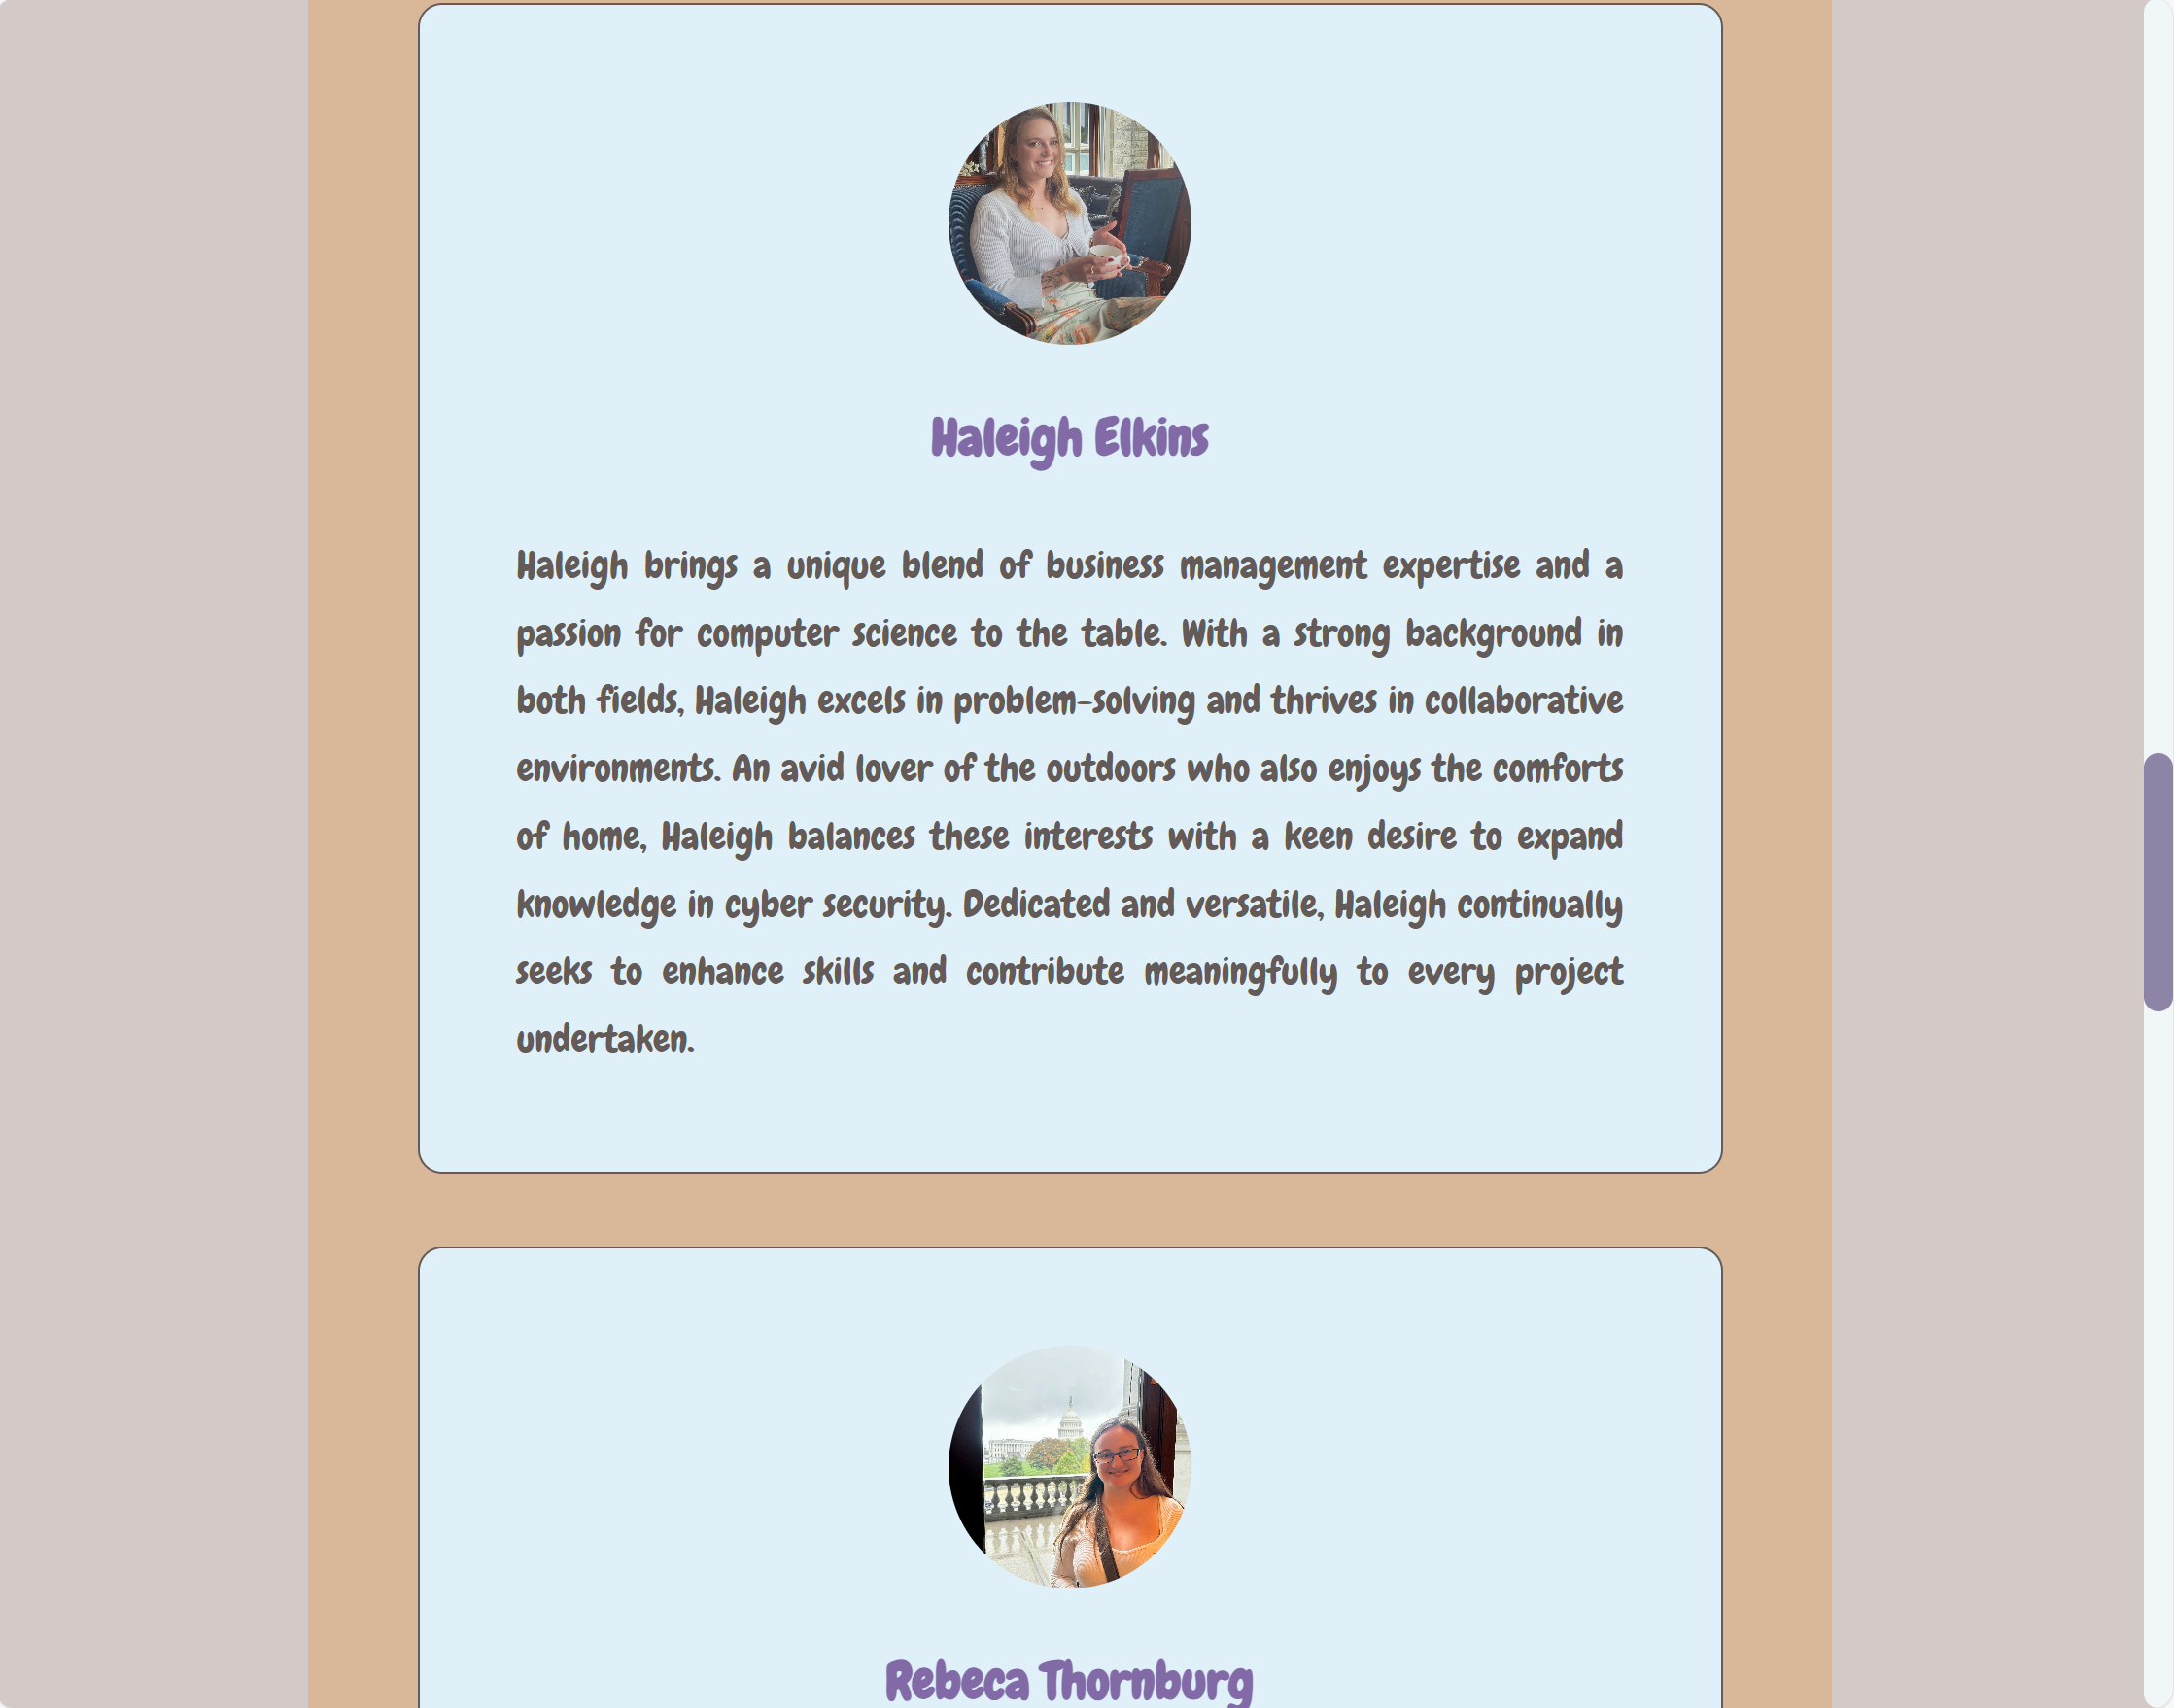 Haleigh Elkins
Haleigh brings a unique blend of business management expertise and a
passion for computer science to the table. With a strong background in
both fields, Haleigh excels in problem-solving and thrives in collaborative
environments. An avid lover of the outdoors who also enjoys the comforts
of home, Haleigh balances these interests with a keen desire to expand
knowledge in cyber security. Dedicated and versatile, Haleigh continually
seeks to enhance skills and contribute meaningfully to every project
undertaken.
Rebeca Thornburg